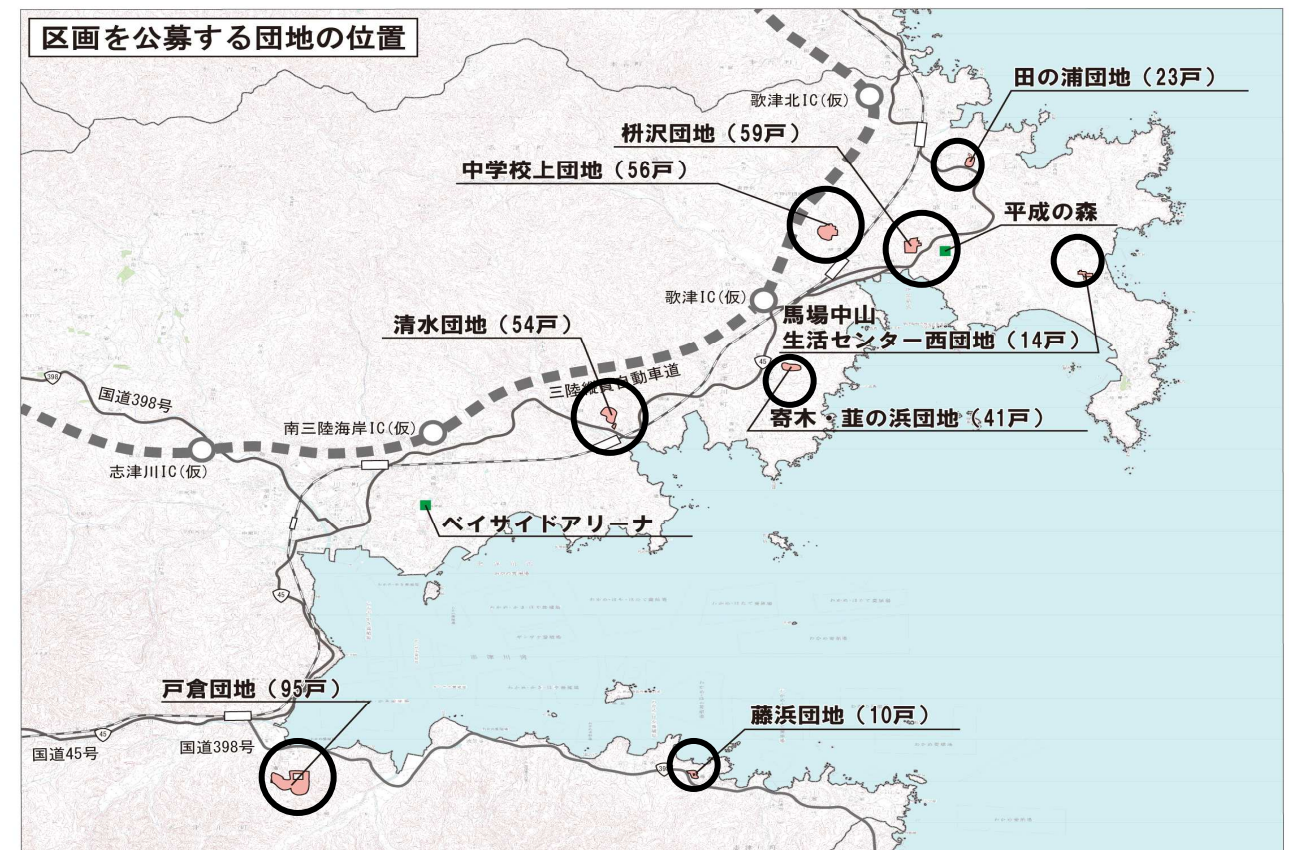 区画を公募する団地の位置
田の浦団地（23戸）
歌津北IC(仮)
枡沢団地（59戸）
中学校上団地（56戸）
平成の森
歌津IC(仮)
馬場中山
生活センター西団地（14戸）
清水団地（54戸）
45
三陸縦貫自動車道
398
国道398号
寄木・韮の浜団地（41戸）
南三陸海岸IC(仮)
志津川IC(仮)
ベイサイドアリーナ
45
戸倉団地（95戸）
藤浜団地（10戸）
45
国道45号
国道398号
398